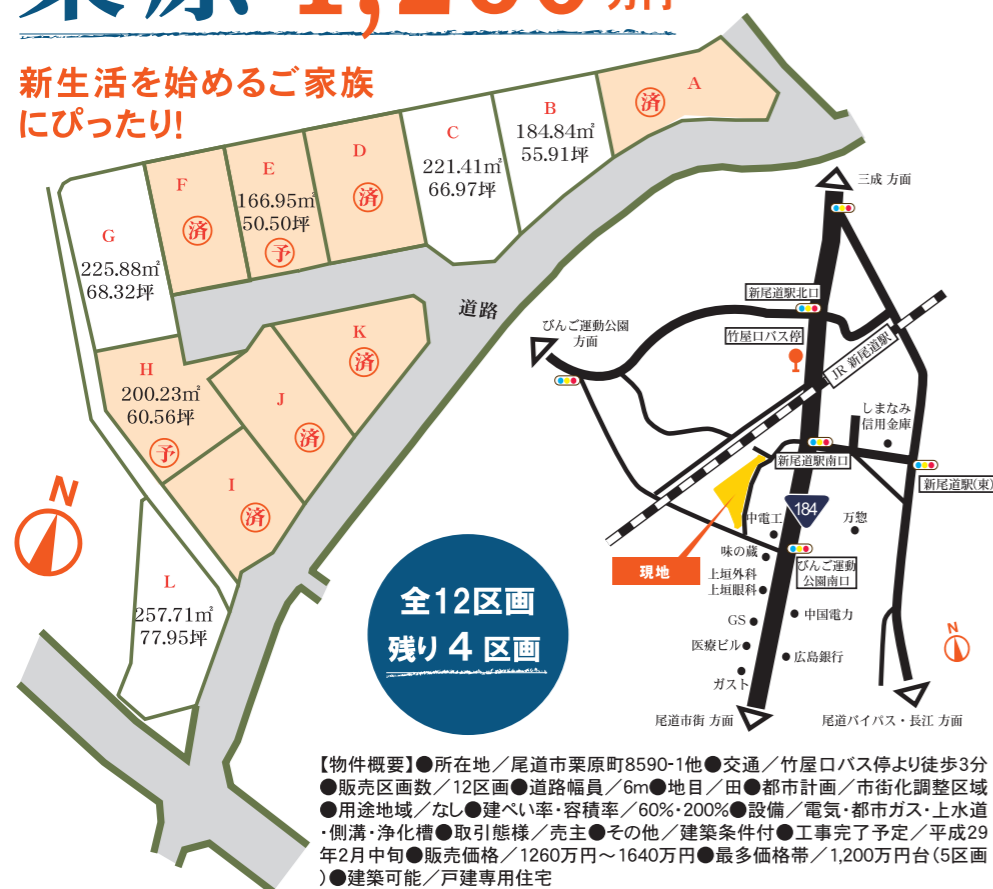 栗原 1,200万円
新生活を始めるご家族
にぴったり!
A
済
B
184.84㎡
55.91坪
C
221.41㎡
66.97坪
D
済
E
166.95㎡
50.50坪
予
F
済
G
225.88㎡
68.32坪
H
200.23㎡
60.56坪
予
I
済
J
済
K
済
L
257.71㎡
77.95坪
道路
N
全12区画
残り4区画
三成 方面
新尾道駅北口
竹屋口バス停
びんご運動公園
方面
JR 新尾道駅
しまなみ
信用金庫
新尾道駅南口
新尾道駅(東)
184
中電工
万惣
味の蔵
びんご運動
公園南口
現地
上垣外科
上垣眼科
GS
中国電力
医療ビル
広島銀行
ガスト
N
尾道市街 方面
尾道バイパス・長江 方面
【物件概要】●所在地／尾道市栗原町8590-1他●交通／竹屋口バス停より徒歩3分
●販売区画数／12区画●道路幅員／6m●地目／田●都市計画／市街化調整区域
●用途地域／なし●建ぺい率・容積率／60%・200%●設備／電気・都市ガス・上水道
・側溝・浄化槽●取引態様／売主●その他／建築条件付●工事完了予定／平成29
年2月中旬●販売価格／1260万円～1640万円●最多価格帯／1,200万円台(5区画
)●建築可能／戸建専用住宅